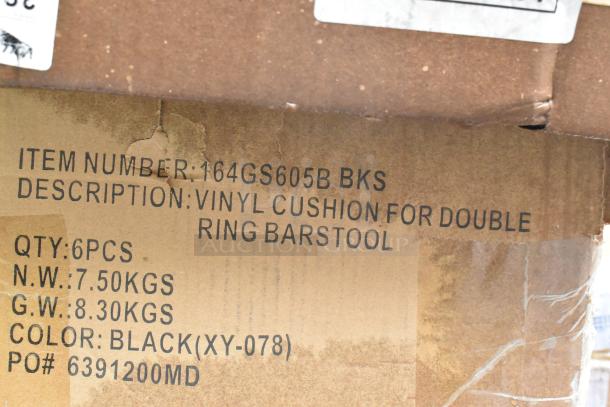 ITEM NUMBER:164GS605B BKS
DESCRIPTION:VINYL CUSHION FOR DOUBLE
RING BARSTOOL
QTY:6PCS
N.W.:7.50KGS
G.W.:8.30KGS
COLOR: BLACK(XY-078)
PO# 6391200MD